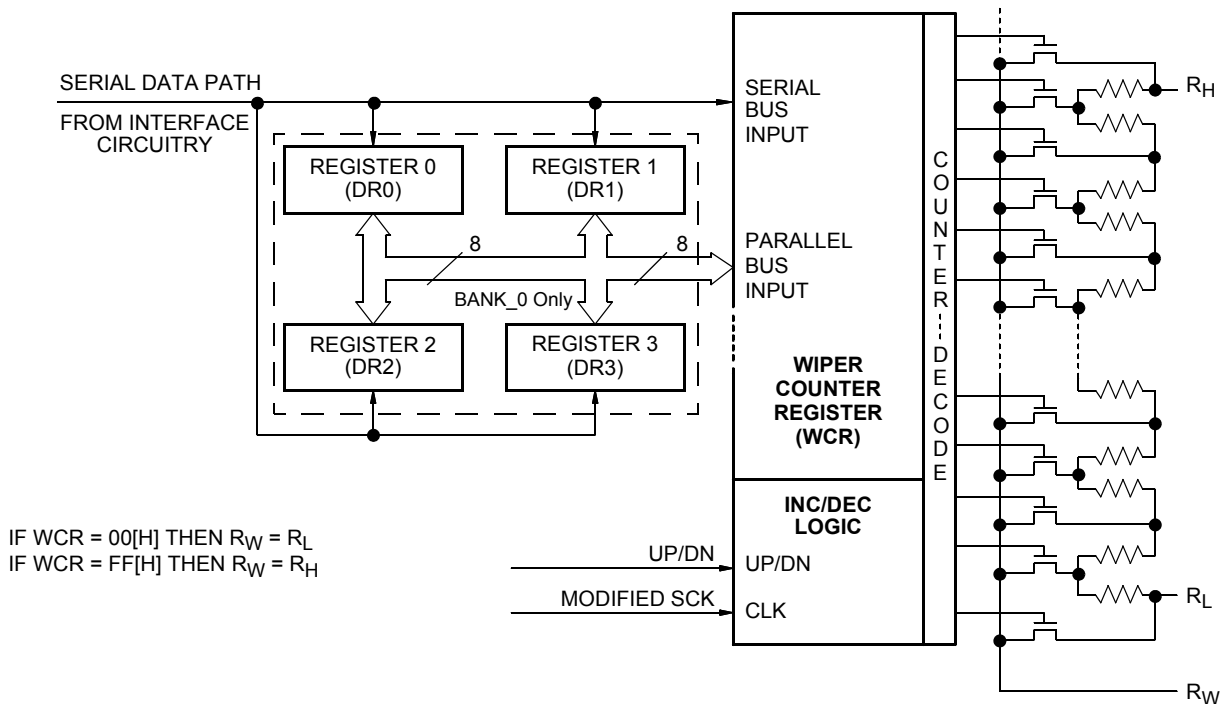 SERIAL DATA PATH
FROM INTERFACE
CIRCUITRY
REGISTER 0
(DR0)
REGISTER 1
(DR1)
8
8
BANK_0 Only
REGISTER 2
(DR2)
REGISTER 3
(DR3)
SERIAL
BUS
INPUT
PARALLEL
BUS
INPUT
WIPER
COUNTER
REGISTER
(WCR)
INC/DEC
LOGIC
UP/DN
UP/DN
MODIFIED SCK
CLK
COUNTER
DECODE
IF WCR = 00[H] THEN RW = RL
IF WCR = FF[H] THEN RW = RH
RH
RL
RW